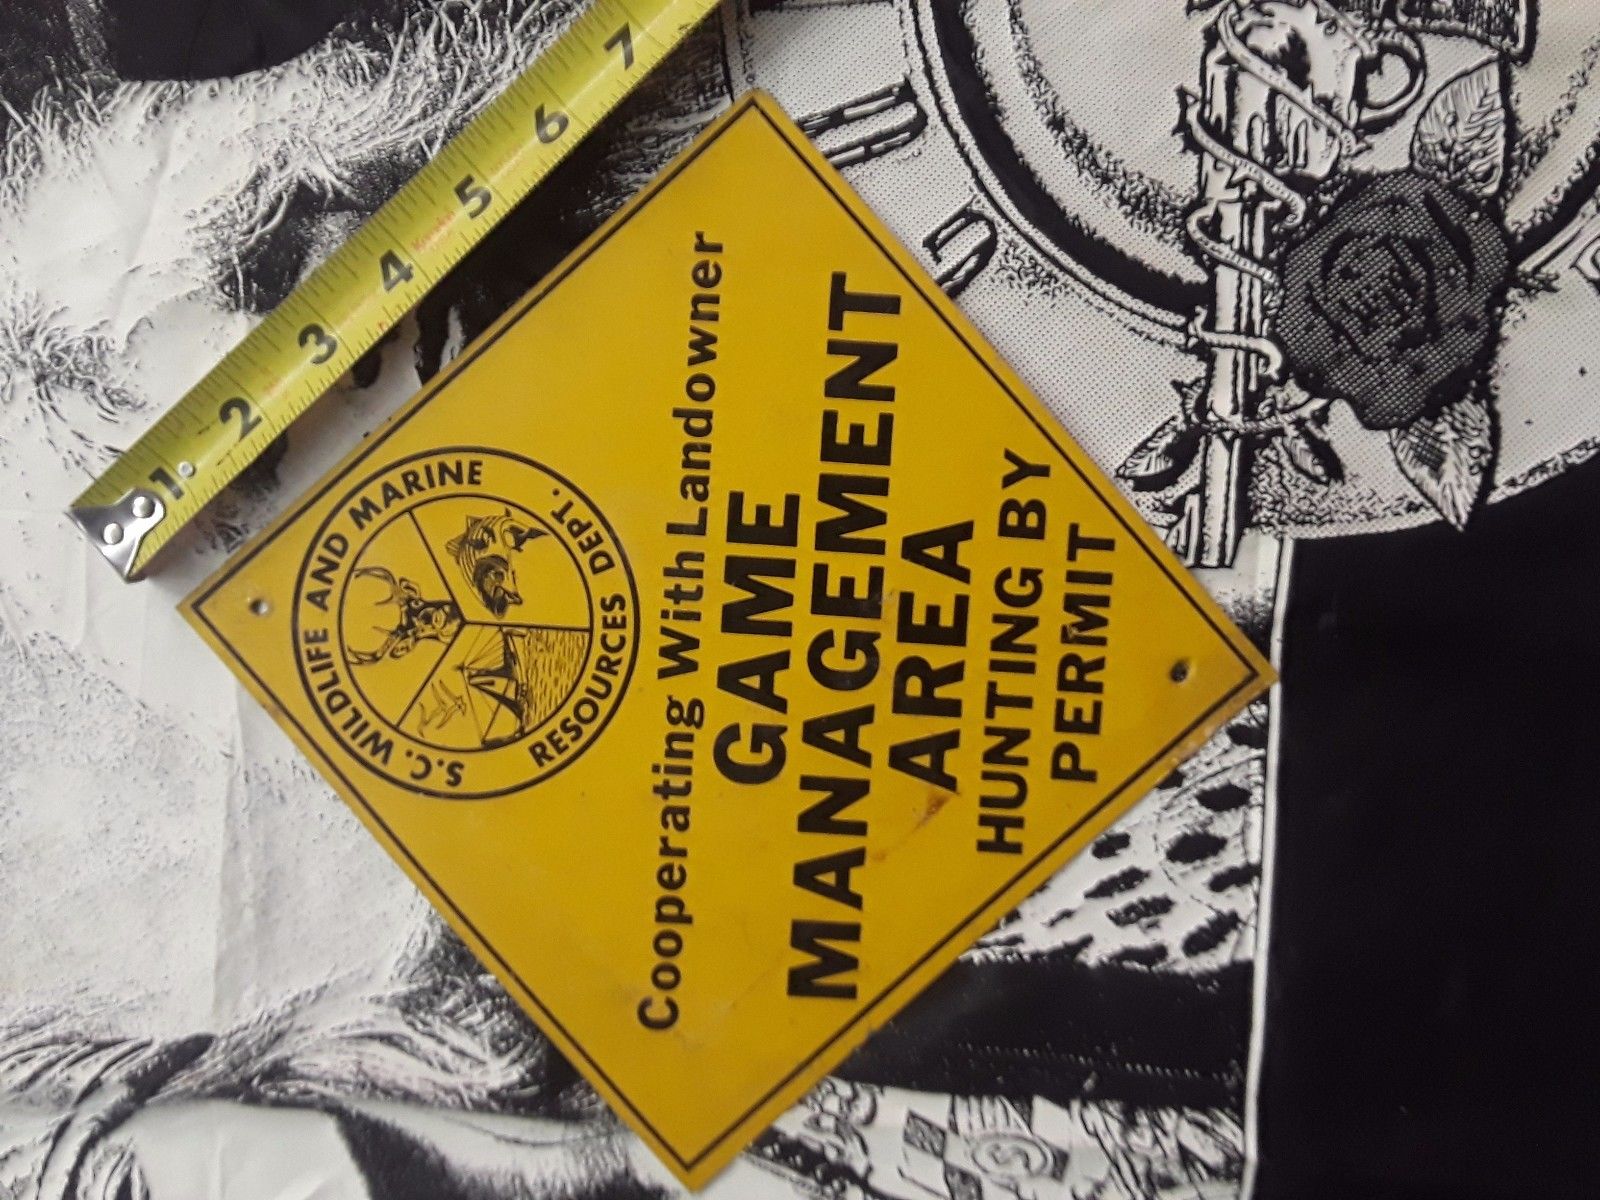 S.C. WILDLIFE AND MARINE
RESOURCES DEPT.
Cooperating With Landowner
GAME
MANAGEMENT
AREA
HUNTING BY
PERMIT
1
2
3
4
5
6
7